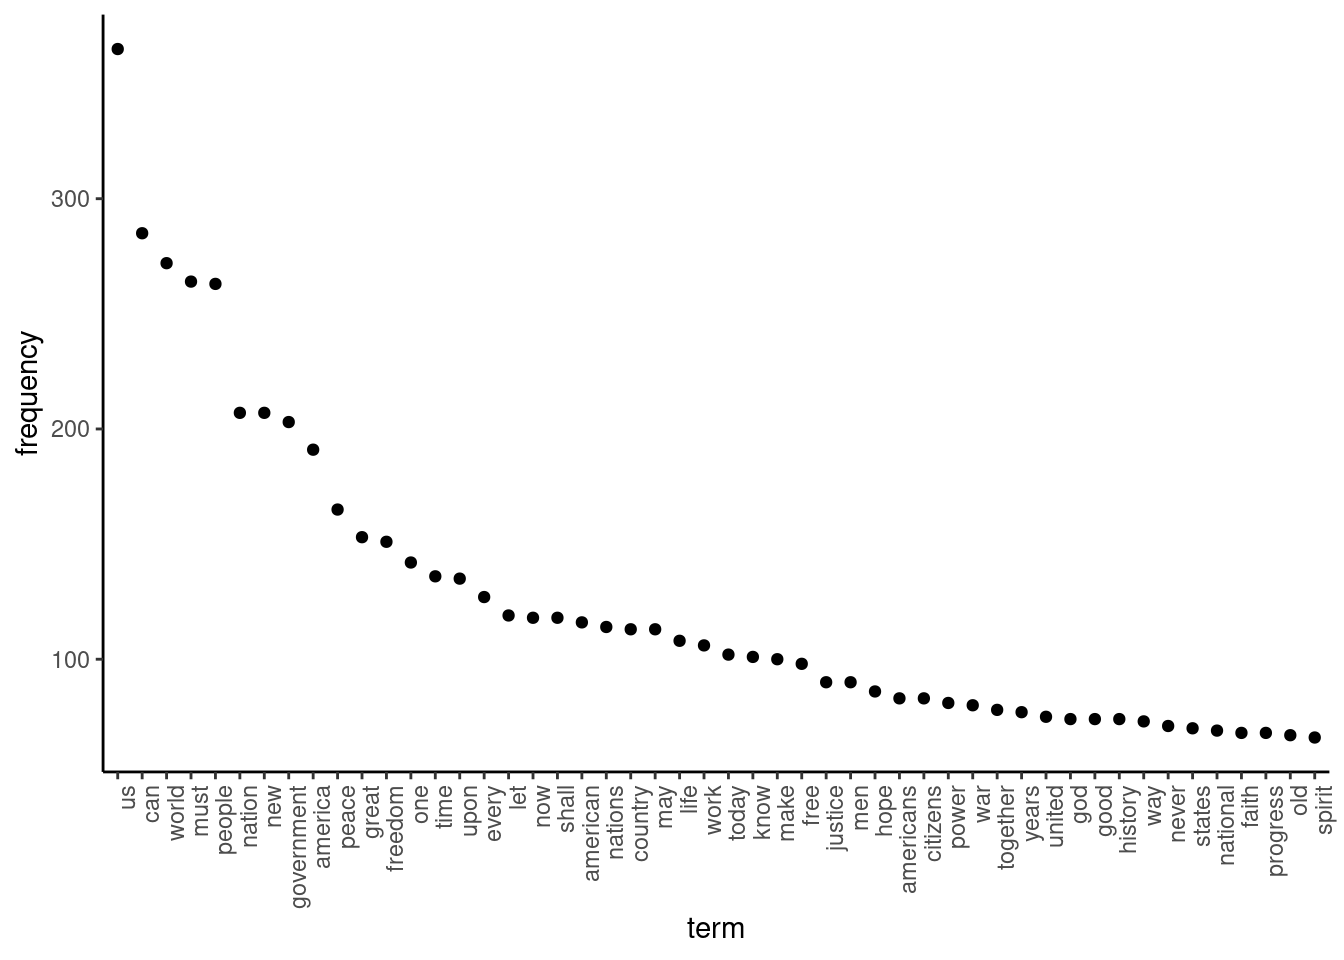 frequency
300
200
100
us
can
world
must
people
nation
new
government
america
peace
great
freedom
one
time
upon
every
let
now
shall
american
nations
country
may
life
work
today
know
make
free
justice
men
hope
americans
citizens
power
war
together
years
united
god
good
history
way
never
states
national
faith
progress
old
spirit
term